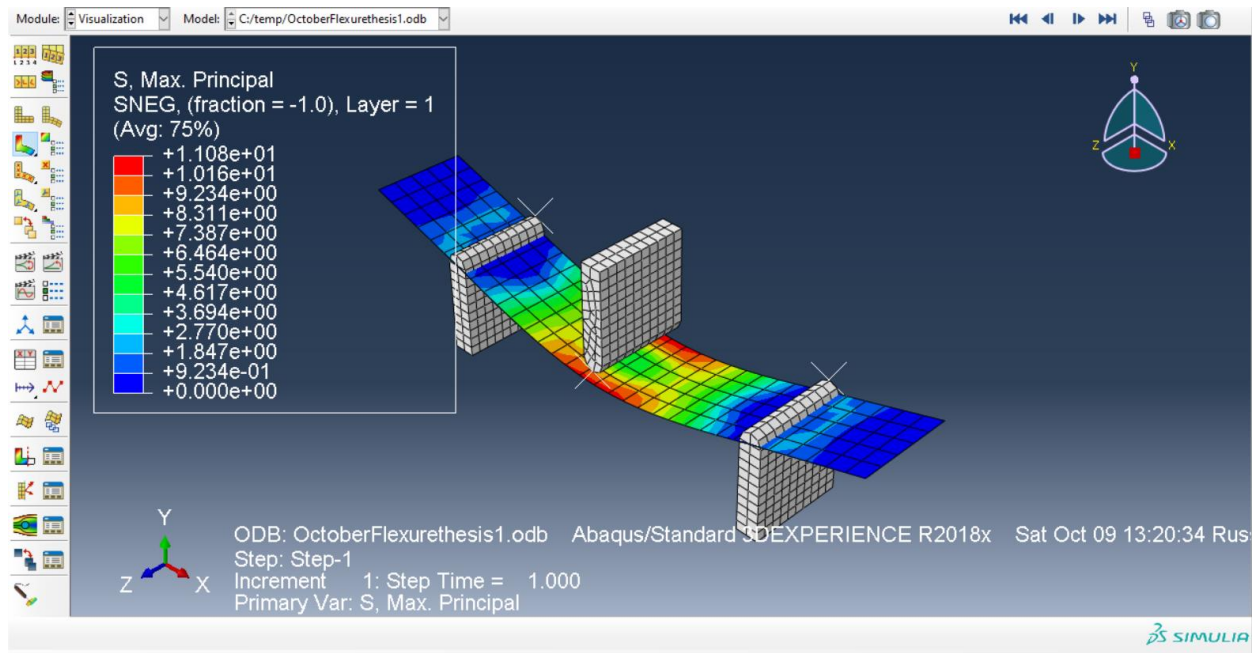 Module: Visualization Model: C:/temp/OctoberFlexurethesis1.odb
S, Max. Principal
SNEG, (fraction = -1.0), Layer = 1
(Avg: 75%)
+1.108e+01
+1.016e+01
+9.234e+00
+8.311e+00
+7.387e+00
+6.464e+00
+5.540e+00
+4.617e+00
+3.694e+00
+2.770e+00
+1.847e+00
+9.234e-01
+0.000e+00
Y
Z X
Y
Z X
ODB: OctoberFlexurethesis1.odb Abaqus/Standard 3DEXPERIENCE R2018x Sat Oct 09 13:20:34 Rus
Step: Step-1
Increment 1: Step Time = 1.000
Primary Var: S, Max. Principal
SIMULIA